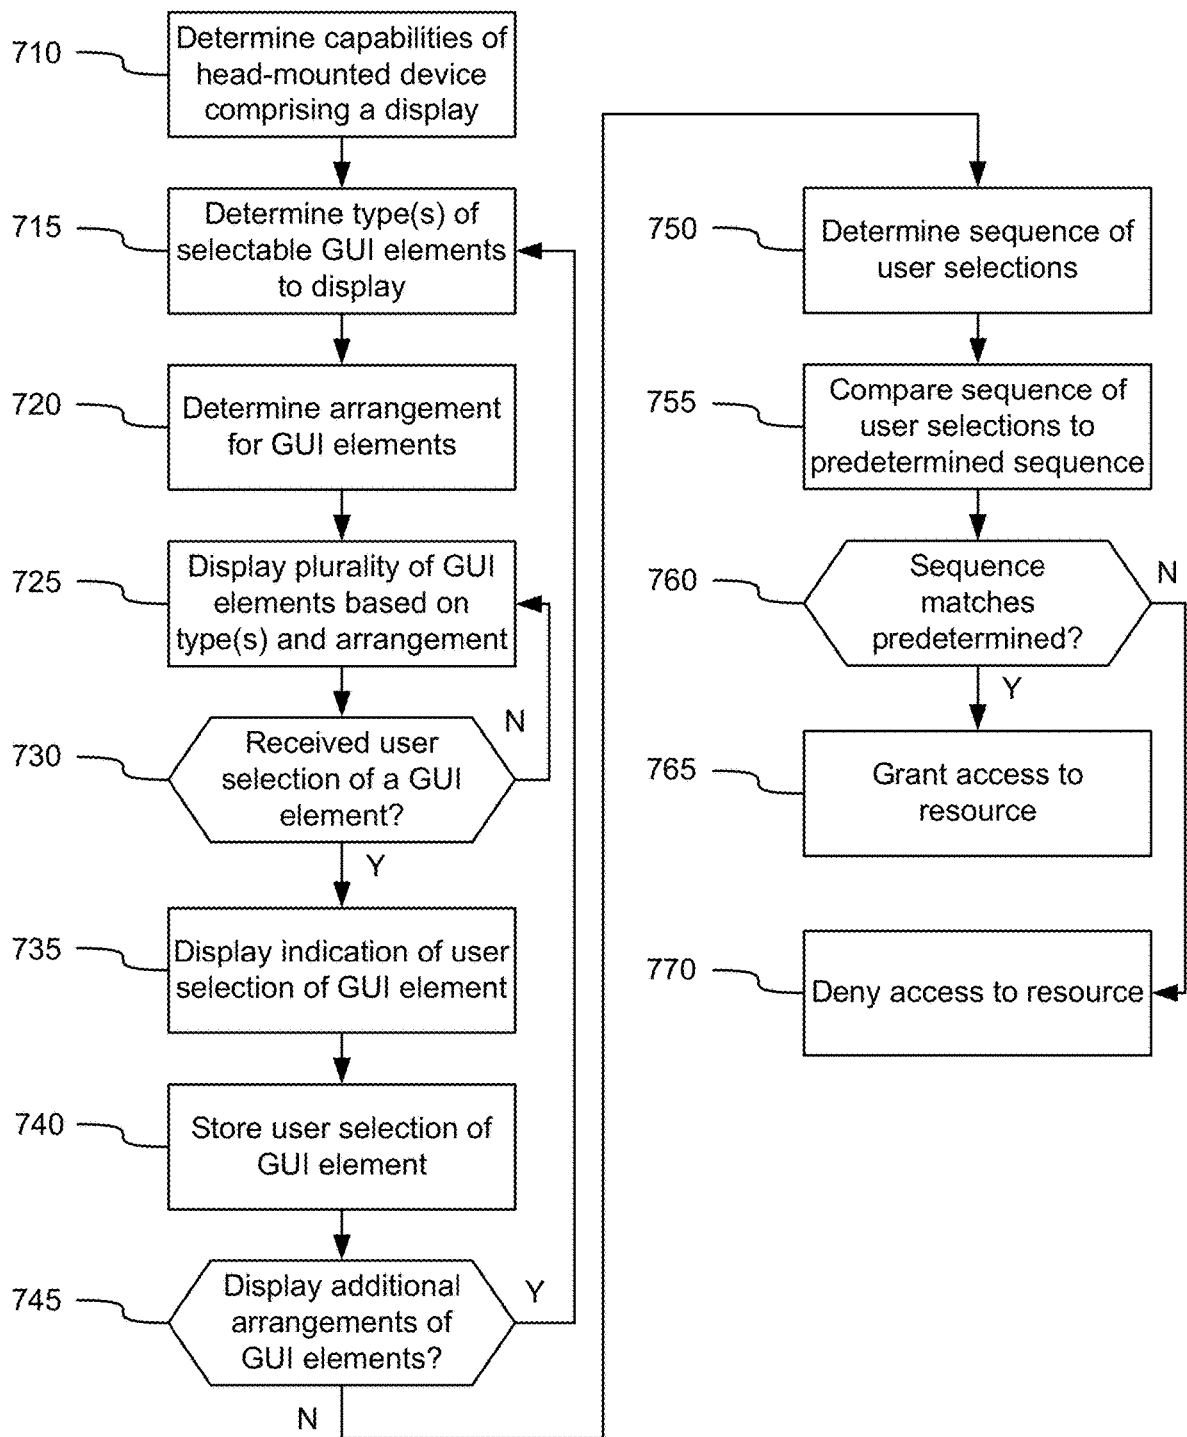 710
Determine capabilities of
head-mounted device
comprising a display
715
Determine type(s) of
selectable GUI elements
to display
720
Determine arrangement
for GUI elements
725
Display plurality of GUI
elements based on
type(s) and arrangement
730
Received user
selection of a GUI
element?
N
Y
735
Display indication of user
selection of GUI element
740
Store user selection of
GUI element
745
Display additional
arrangements of
GUI elements?
Y
N
750
Determine sequence of
user selections
755
Compare sequence of
user selections to
predetermined sequence
760
Sequence
matches
predetermined?
N
Y
765
Grant access to
resource
770
Deny access to resource